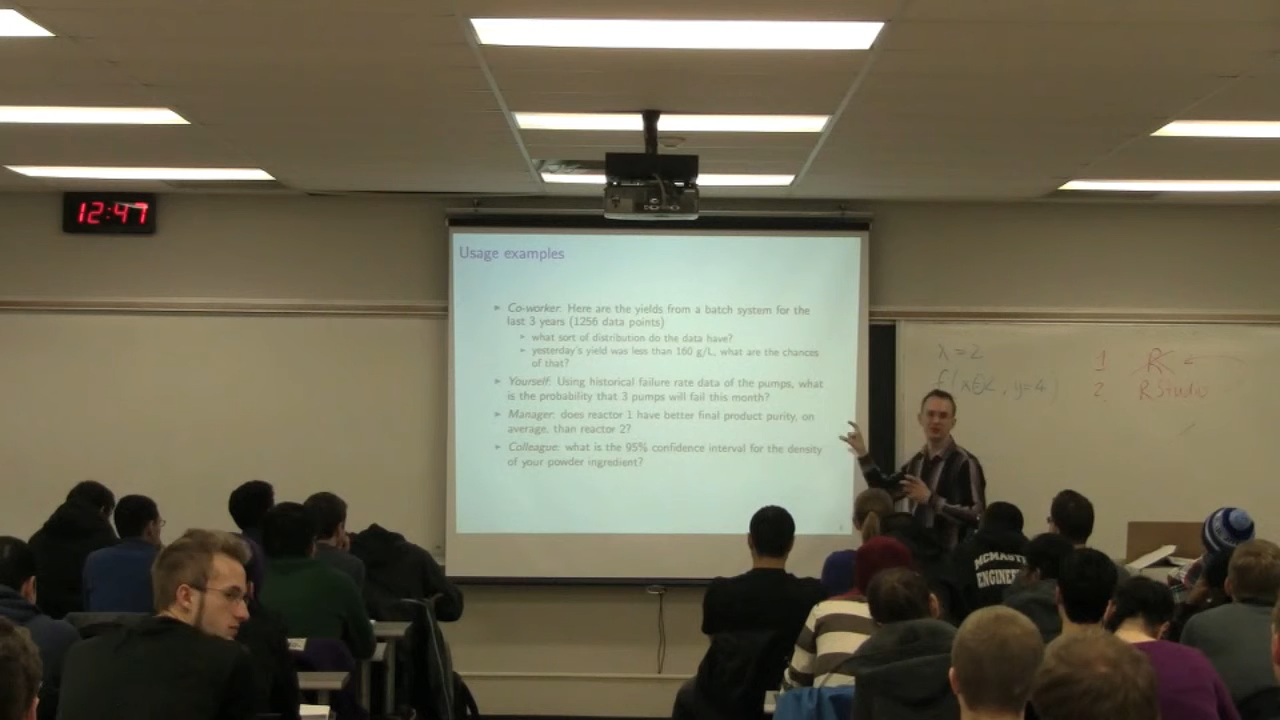 12:47
Usage examples
► Co-worker: Here are the yields from a batch system for the
last 3 years (1256 data points)
► what sort of distribution do the data have?
► yesterday's yield was less than 160 g/L, what are the chances
of that?
► Yourself: Using historical failure rate data of the pumps, what
is the probability that 3 pumps will fail this month?
► Manager: does reactor 1 have better final product purity, on
average, than reactor 2?
► Colleague: what is the 95% confidence interval for the density
of your powder ingredient?
1 R
2. RStudio